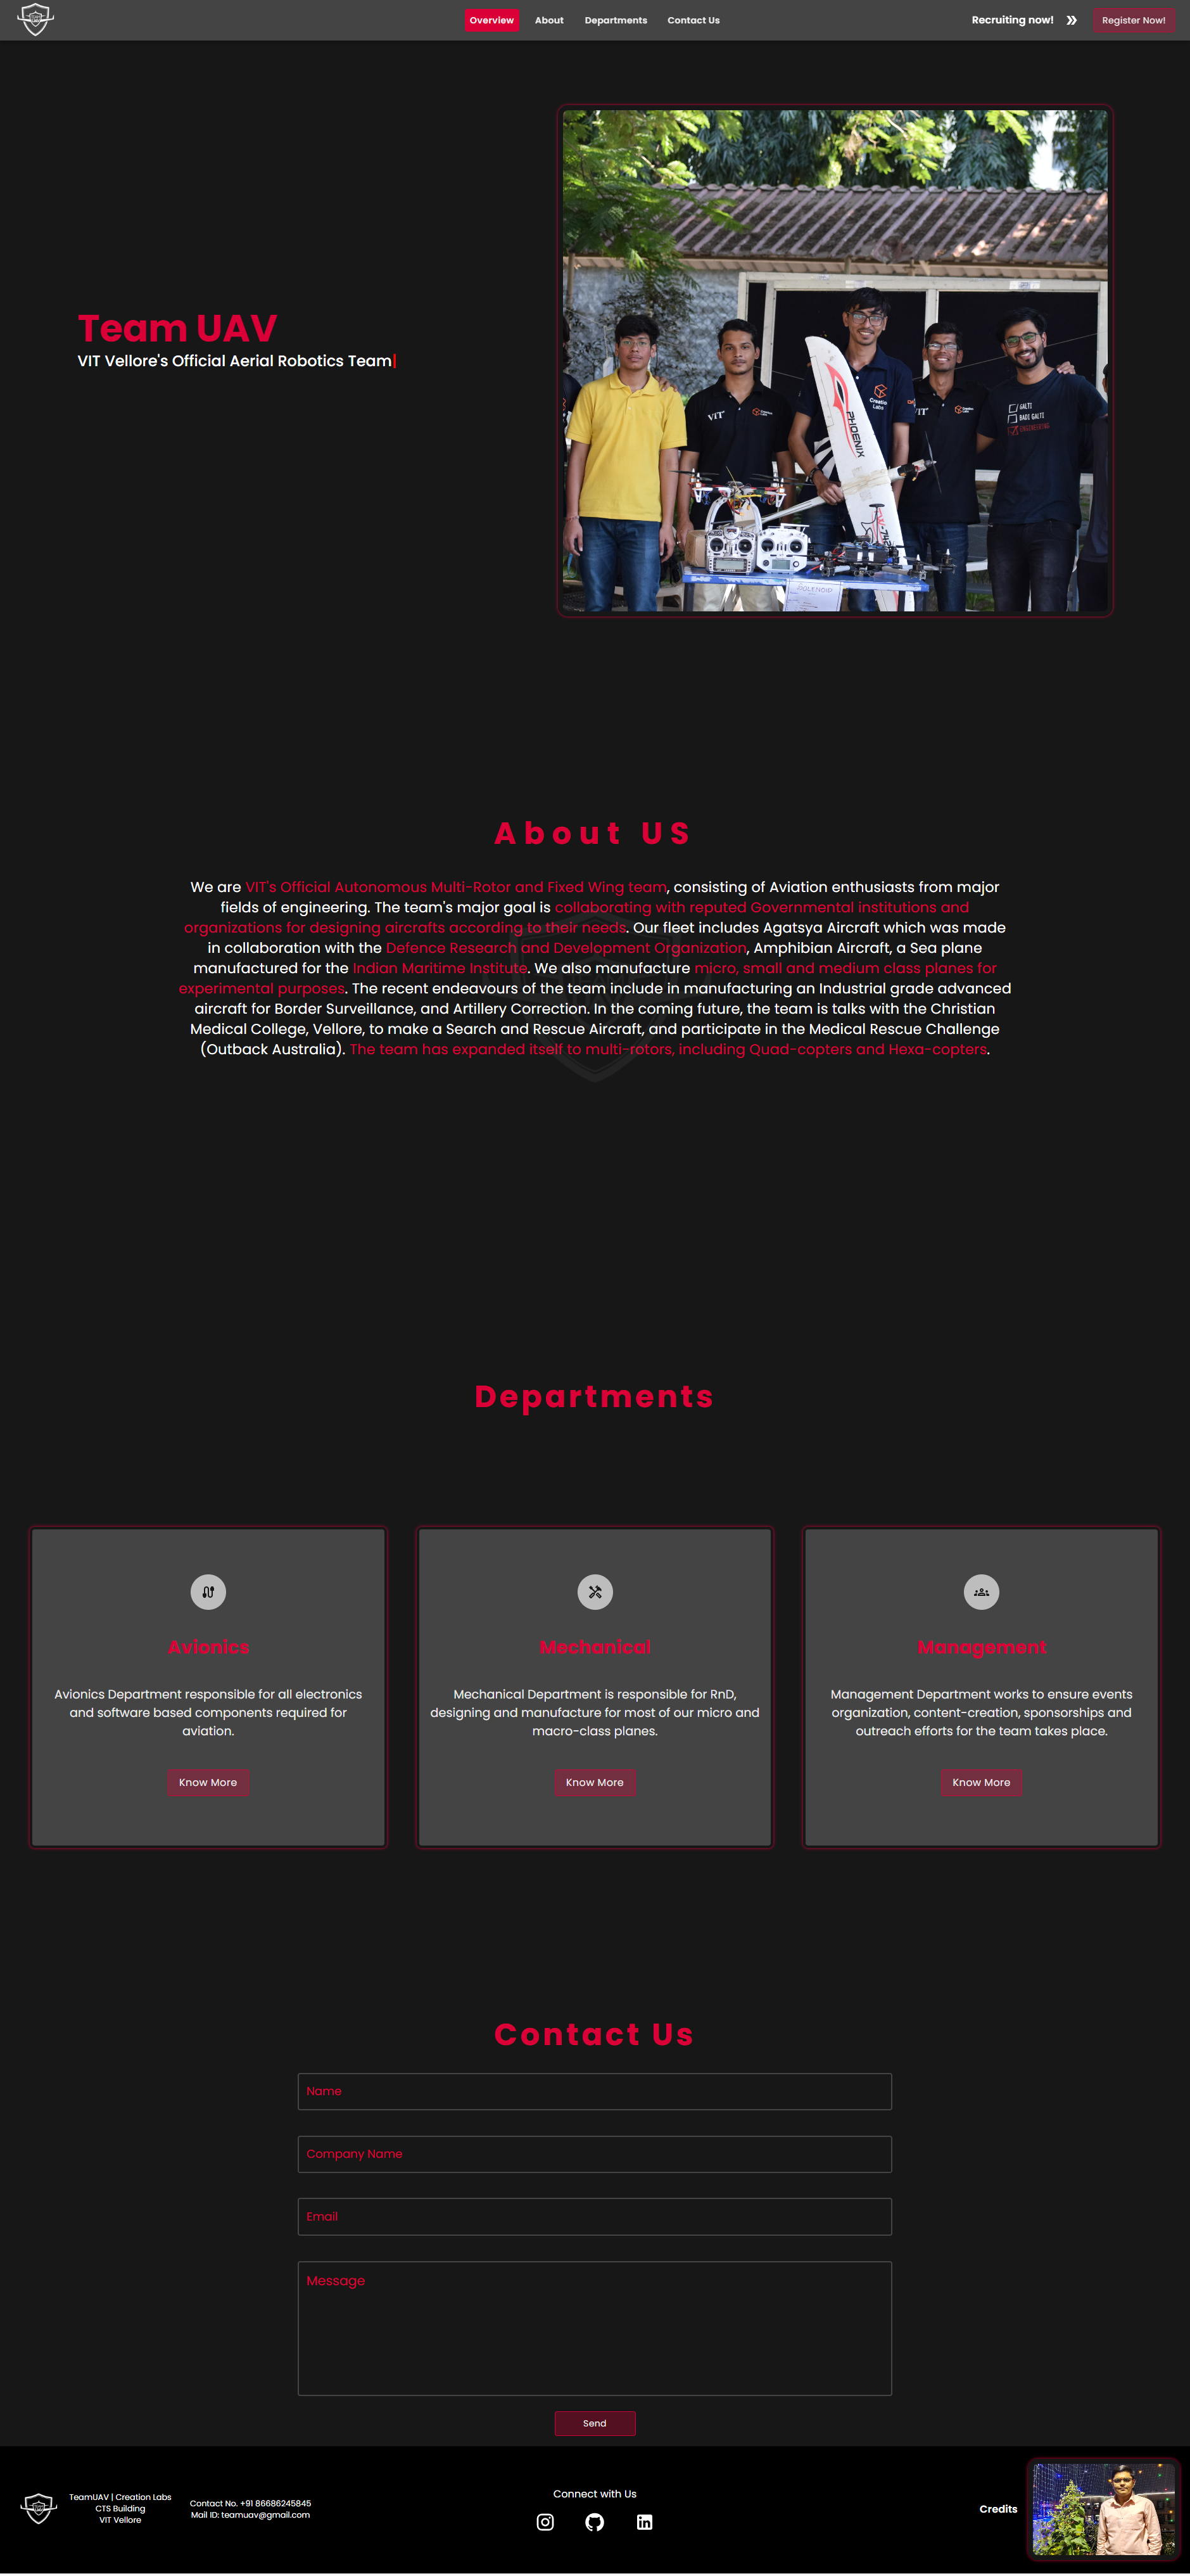 Overview
About
Departments
Contact Us
Recruiting now!
Register Now!
Team UAV
VIT Vellore's Official Aerial Robotics Team
VIT
Creation
Labs
PHOENIX
GALTI
BADI GALTI
ENGINEERING
About US
We are VIT's Official Autonomous Multi-Rotor and Fixed Wing team, consisting of Aviation enthusiasts from major
fields of engineering. The team's major goal is collaborating with reputed Governmental institutions and
organizations for designing aircrafts according to their needs. Our fleet includes Agatsya Aircraft which was made
in collaboration with the Defence Research and Development Organization, Amphibian Aircraft, a Sea plane
manufactured for the Indian Maritime Institute. We also manufacture micro, small and medium class planes for
experimental purposes. The recent endeavours of the team include in manufacturing an Industrial grade advanced
aircraft for Border Surveillance, and Artillery Correction. In the coming future, the team is talks with the Christian
Medical College, Vellore, to make a Search and Rescue Aircraft, and participate in the Medical Rescue Challenge
(Outback Australia). The team has expanded itself to multi-rotors, including Quad-copters and Hexa-copters.
Departments
Avionics
Avionics Department responsible for all electronics
and software based components required for
aviation.
Know More
Mechanical
Mechanical Department is responsible for RnD,
designing and manufacture for most of our micro and
macro-class planes.
Know More
Management
Management Department works to ensure events
organization, content-creation, sponsorships and
outreach efforts for the team takes place.
Know More
Contact Us
Name
Company Name
Email
Message
Send
TeamUAV | Creation Labs
CTS Building
VIT Vellore
Contact No. +91 86686245845
Mail ID: teamuav@gmail.com
Connect with Us
Credits